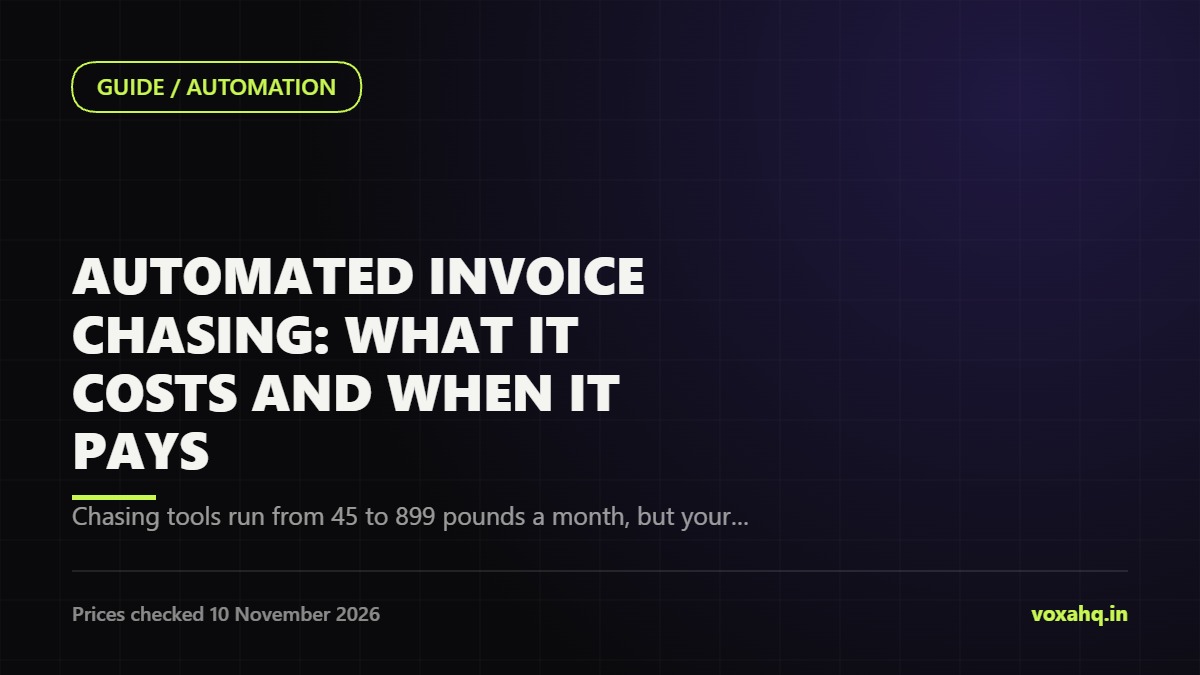 GUIDE / AUTOMATION
AUTOMATED INVOICE
CHASING: WHAT IT
COSTS AND WHEN IT
PAYS
Chasing tools run from 45 to 899 pounds a month, but your...
Prices checked 10 November 2026
voxahq.in